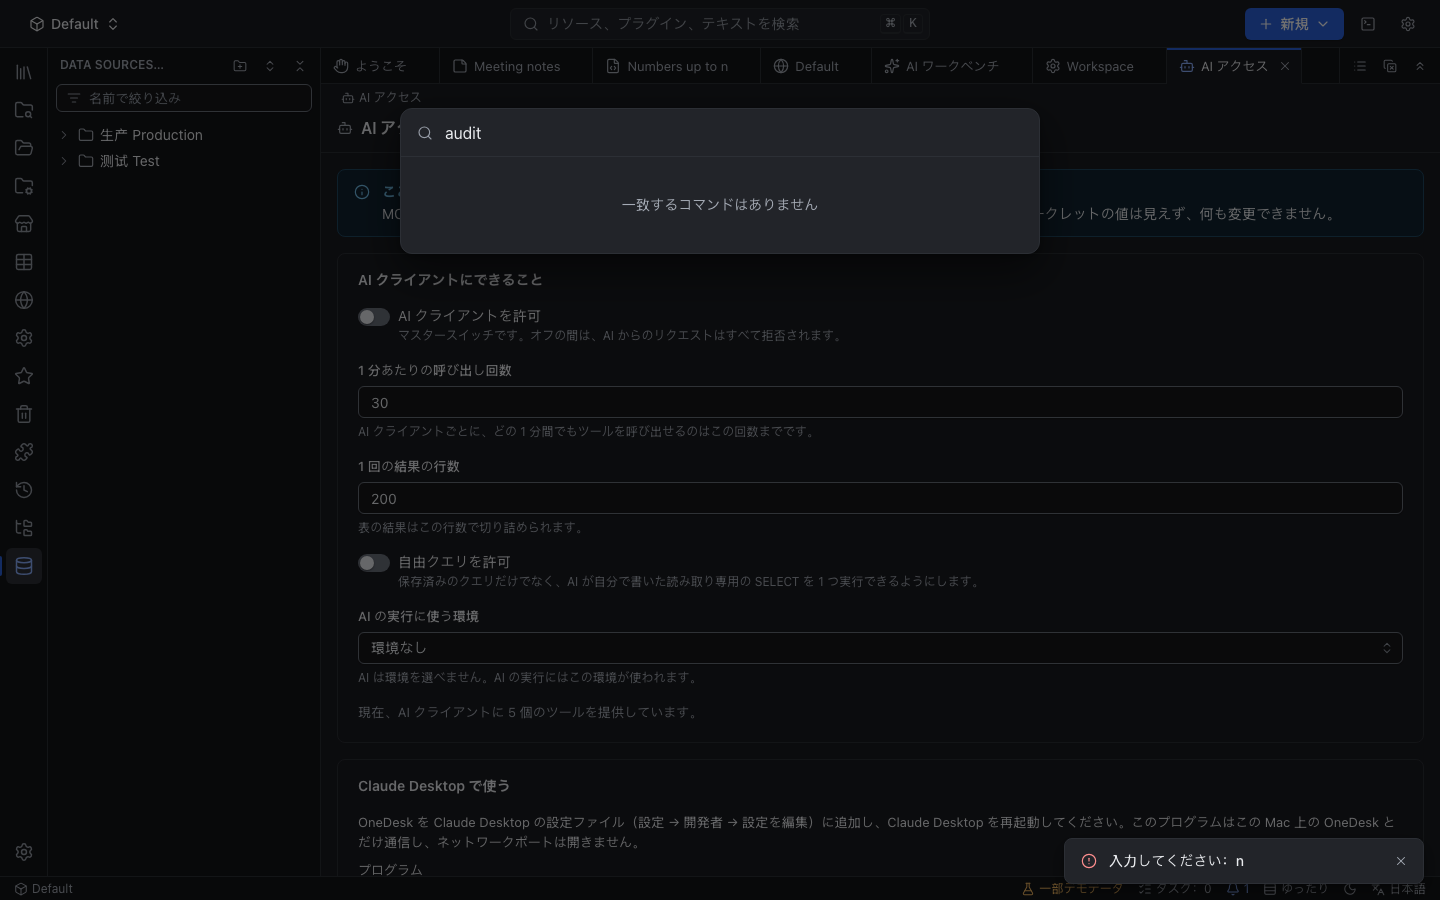 Default
リソース、プラグイン、テキストを検索
⌘ K
新規
DATA SOURCES...
ようこそ
Meeting notes
Numbers up to n
Default
AI ワークベンチ
Workspace
AI アクセス
名前で絞り込み
生产 Production
测试 Test
AI アクセス
AI ア
audit
一致するコマンドはありません
MC
ークレットの値は見えず、何も変更できません。
AI クライアントにできること
AI クライアントを許可
マスタースイッチです。オフの間は、AI からのリクエストはすべて拒否されます。
1 分あたりの呼び出し回数
30
AI クライアントごとに、どの 1 分間でもツールを呼び出せるのはこの回数までです。
1 回の結果の行数
200
表の結果はこの行数で切り詰められます。
自由クエリを許可
保存済みのクエリだけでなく、AI が自分で書いた読み取り専用の SELECT を 1 つ実行できるようにします。
AI の実行に使う環境
環境なし
AI は環境を選べません。AI の実行にはこの環境が使われます。
現在、AI クライアントに 5 個のツールを提供しています。
Claude Desktop で使う
OneDesk を Claude Desktop の設定ファイル（設定 → 開発者 → 設定を編集）に追加し、Claude Desktop を再起動してください。このプログラムはこの Mac 上の OneDesk と
だけ通信し、ネットワークポートは開きません。
プログラム
入力してください: n
Default
一部デモデータ
タスク: 0
1
ゆったり
日本語